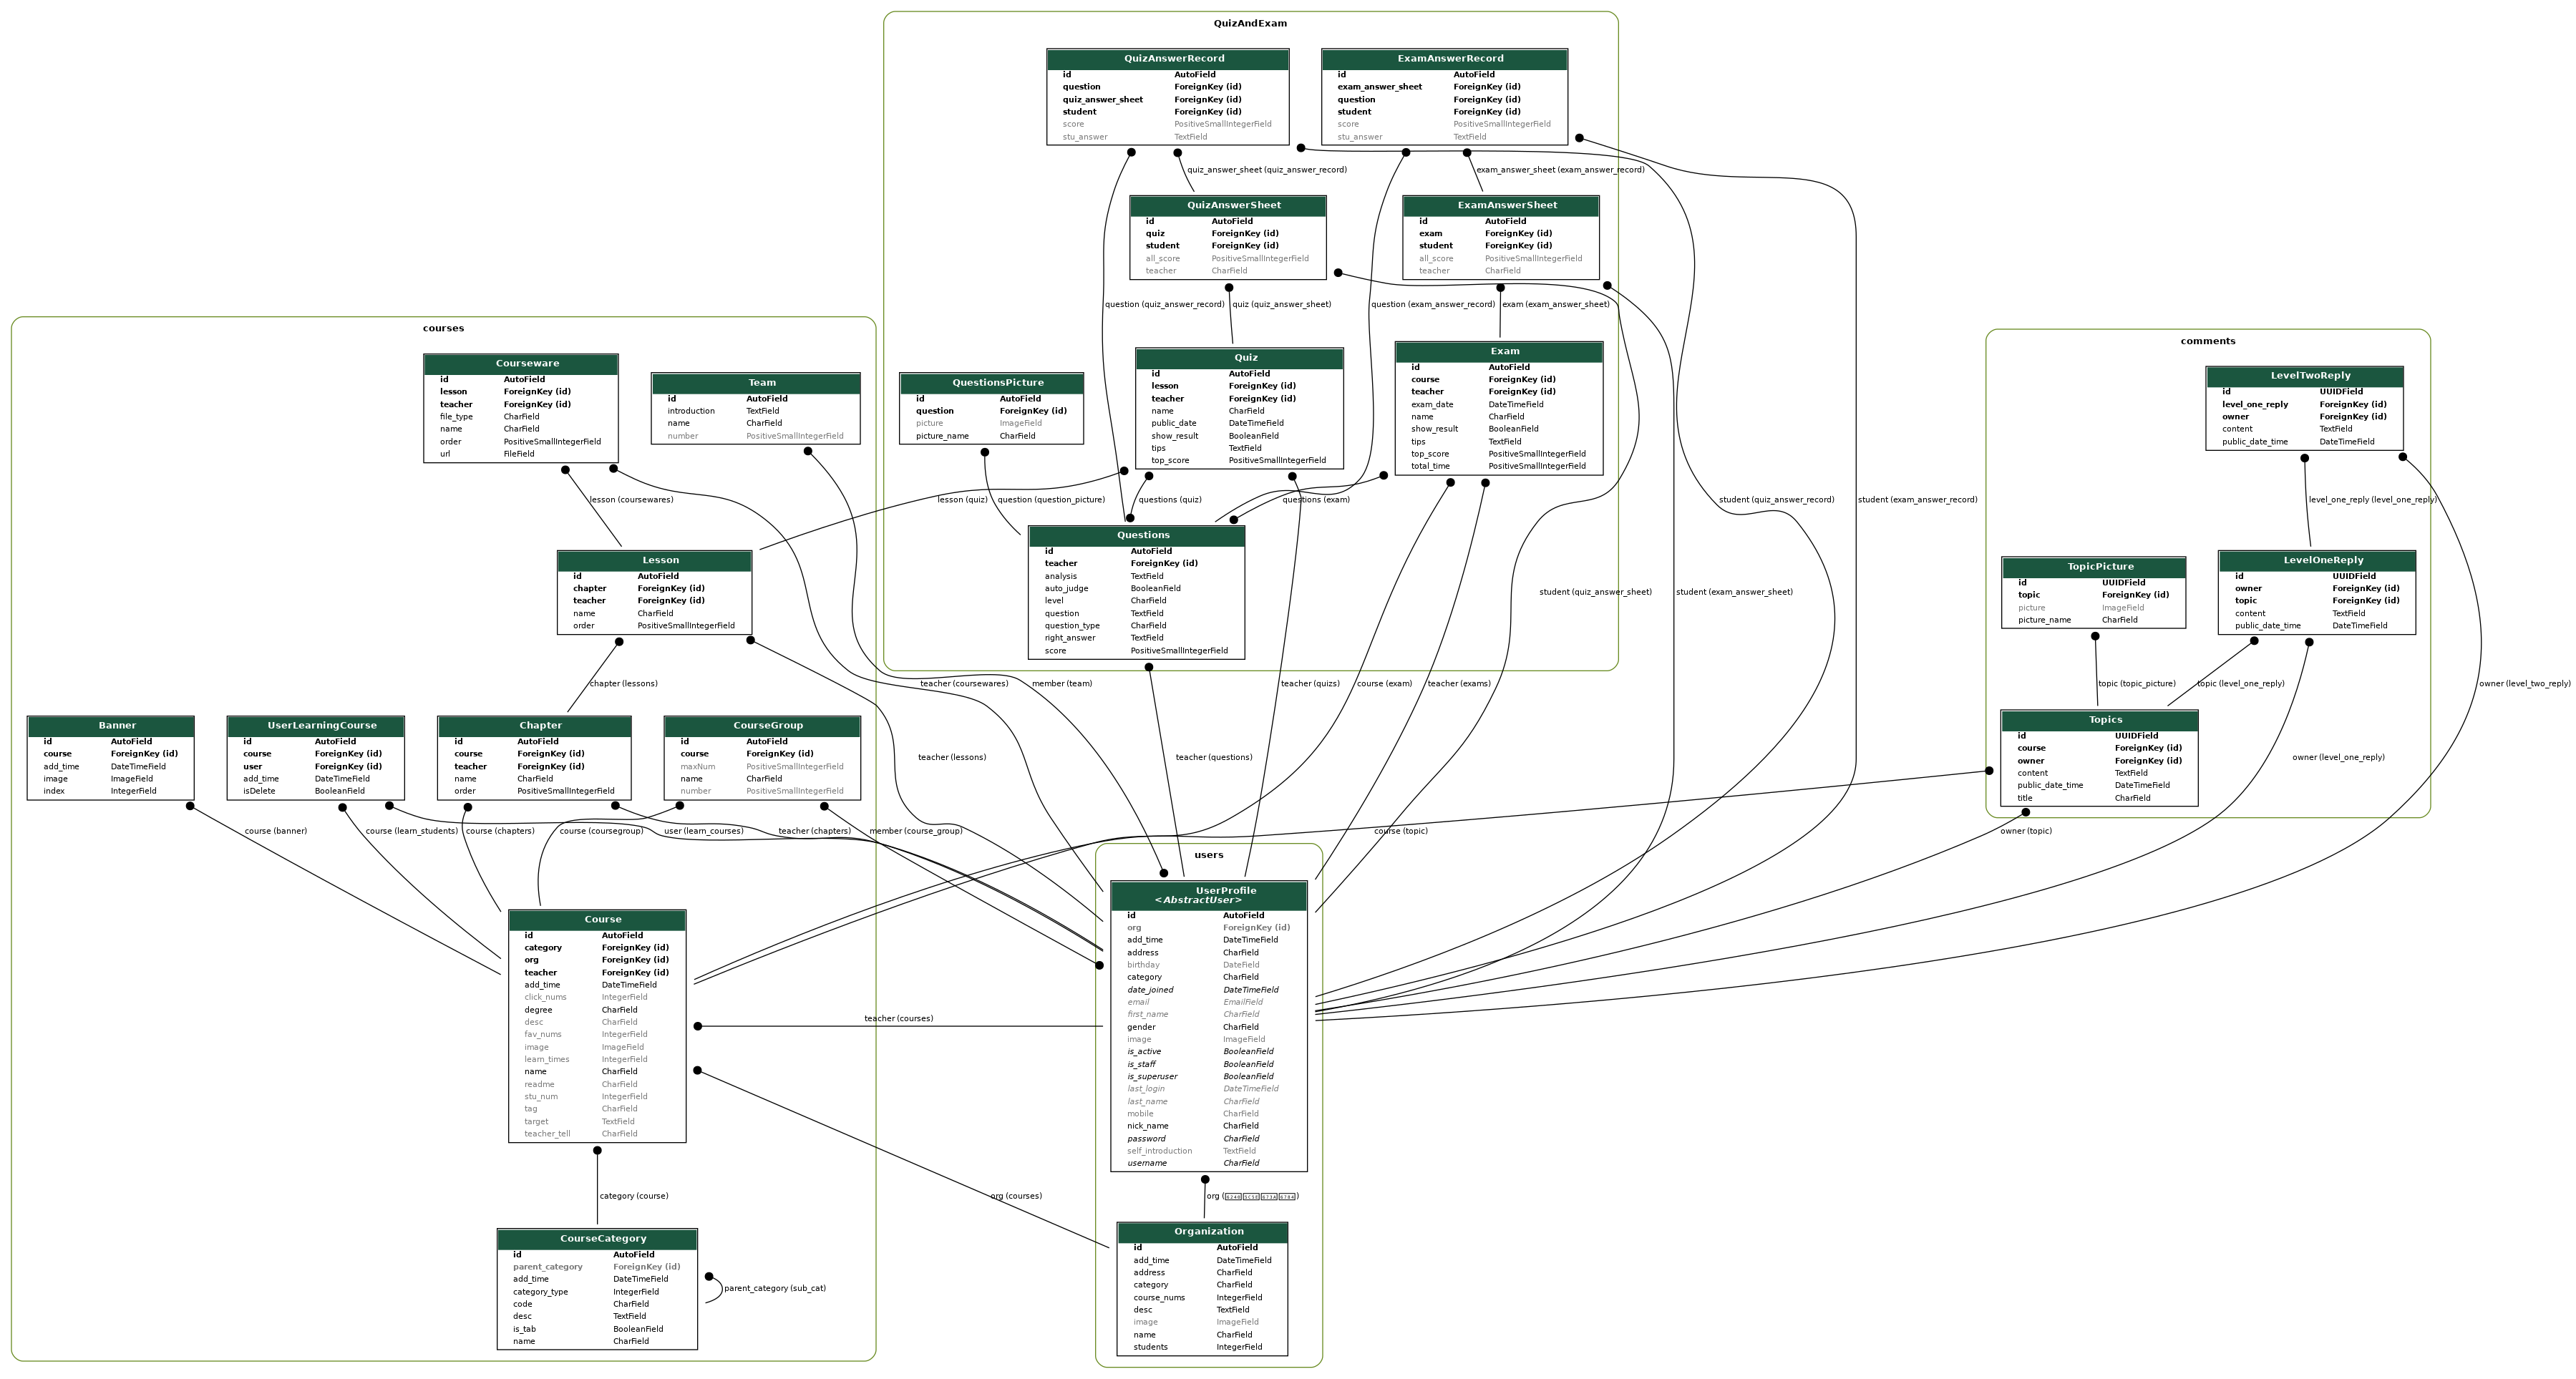 QuizAndExam
QuizAnswerRecord
id AutoField
question ForeignKey (id)
quiz_answer_sheet ForeignKey (id)
student ForeignKey (id)
score PositiveSmallIntegerField
stu_answer TextField
ExamAnswerRecord
id AutoField
exam_answer_sheet ForeignKey (id)
question ForeignKey (id)
student ForeignKey (id)
score PositiveSmallIntegerField
stu_answer TextField
quiz_answer_sheet (quiz_answer_record)
exam_answer_sheet (exam_answer_record)
QuizAnswerSheet
id AutoField
quiz ForeignKey (id)
student ForeignKey (id)
all_score PositiveSmallIntegerField
teacher CharField
ExamAnswerSheet
id AutoField
exam ForeignKey (id)
student ForeignKey (id)
all_score PositiveSmallIntegerField
teacher CharField
question (quiz_answer_record)
quiz (quiz_answer_sheet)
question (exam_answer_record)
exam (exam_answer_sheet)
courses
Courseware
id AutoField
lesson ForeignKey (id)
teacher ForeignKey (id)
file_type CharField
name CharField
order PositiveSmallIntegerField
url FileField
Team
id AutoField
introduction TextField
name CharField
number PositiveSmallIntegerField
QuestionsPicture
id AutoField
question ForeignKey (id)
picture ImageField
picture_name CharField
Quiz
id AutoField
lesson ForeignKey (id)
teacher ForeignKey (id)
name CharField
public_date DateTimeField
show_result BooleanField
tips TextField
top_score PositiveSmallIntegerField
Exam
id AutoField
course ForeignKey (id)
teacher ForeignKey (id)
exam_date DateTimeField
name CharField
show_result BooleanField
tips TextField
top_score PositiveSmallIntegerField
total_time PositiveSmallIntegerField
comments
LevelTwoReply
id UUIDField
level_one_reply ForeignKey (id)
owner ForeignKey (id)
content TextField
public_date_time DateTimeField
lesson (coursewares)
lesson (quiz)
question (question_picture)
questions (quiz)
questions (exam)
student (quiz_answer_record)
student (exam_answer_record)
level_one_reply (level_one_reply)
Lesson
id AutoField
chapter ForeignKey (id)
teacher ForeignKey (id)
name CharField
order PositiveSmallIntegerField
Questions
id AutoField
teacher ForeignKey (id)
analysis TextField
auto_judge BooleanField
level CharField
question TextField
question_type CharField
right_answer TextField
score PositiveSmallIntegerField
student (quiz_answer_sheet)
student (exam_answer_sheet)
TopicPicture
id UUIDField
topic ForeignKey (id)
picture ImageField
picture_name CharField
LevelOneReply
id UUIDField
owner ForeignKey (id)
topic ForeignKey (id)
content TextField
public_date_time DateTimeField
chapter (lessons)
teacher (coursewares)
member (team)
teacher (quizs)
course (exam)
teacher (exams)
topic (topic_picture)
topic (level_one_reply)
owner (level_two_reply)
Banner
id AutoField
course ForeignKey (id)
add_time DateTimeField
image ImageField
index IntegerField
UserLearningCourse
id AutoField
course ForeignKey (id)
user ForeignKey (id)
add_time DateTimeField
isDelete BooleanField
Chapter
id AutoField
course ForeignKey (id)
teacher ForeignKey (id)
name CharField
order PositiveSmallIntegerField
CourseGroup
id AutoField
course ForeignKey (id)
maxNum PositiveSmallIntegerField
name CharField
number PositiveSmallIntegerField
teacher (lessons)
teacher (questions)
Topics
id UUIDField
course ForeignKey (id)
owner ForeignKey (id)
content TextField
public_date_time DateTimeField
title CharField
owner (level_one_reply)
course (banner)
course (learn_students)
course (chapters)
course (coursegroup)
user (learn_courses)
teacher (chapters)
member (course_group)
course (topic)
owner (topic)
users
UserProfile
<AbstractUser>
id AutoField
org ForeignKey (id)
add_time DateTimeField
address CharField
birthday DateField
category CharField
date_joined DateTimeField
email EmailField
first_name CharField
gender CharField
image ImageField
is_active BooleanField
is_staff BooleanField
is_superuser BooleanField
last_login DateTimeField
last_name CharField
mobile CharField
nick_name CharField
password CharField
self_introduction TextField
username CharField
Course
id AutoField
category ForeignKey (id)
org ForeignKey (id)
teacher ForeignKey (id)
add_time DateTimeField
click_nums IntegerField
degree CharField
desc CharField
fav_nums IntegerField
image ImageField
learn_times IntegerField
name CharField
readme CharField
stu_num IntegerField
tag CharField
target TextField
teacher_tell CharField
teacher (courses)
category (course)
org (courses)
org (
CourseCategory
id AutoField
parent_category ForeignKey (id)
add_time DateTimeField
category_type IntegerField
code CharField
desc TextField
is_tab BooleanField
name CharField
parent_category (sub_cat)
Organization
id AutoField
add_time DateTimeField
address CharField
category CharField
course_nums IntegerField
desc TextField
image ImageField
name CharField
students IntegerField